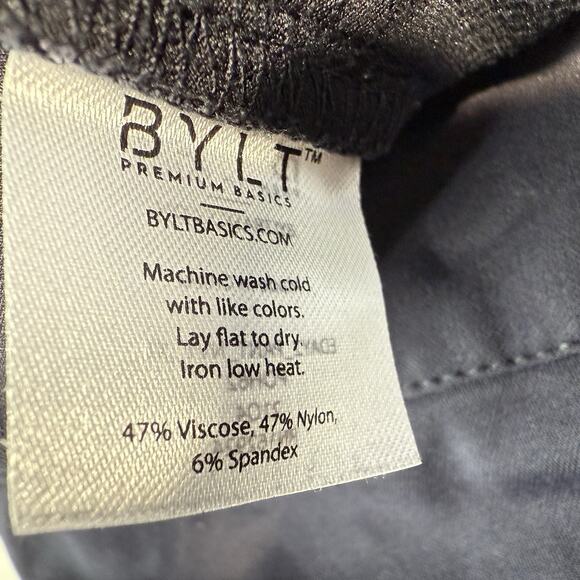 BYLT™
PREMIUM BASICS
BYLTBASICS.COM
Machine wash cold
with like colors.
Lay flat to dry.
Iron low heat.
47% Viscose, 47% Nylon,
6% Spandex